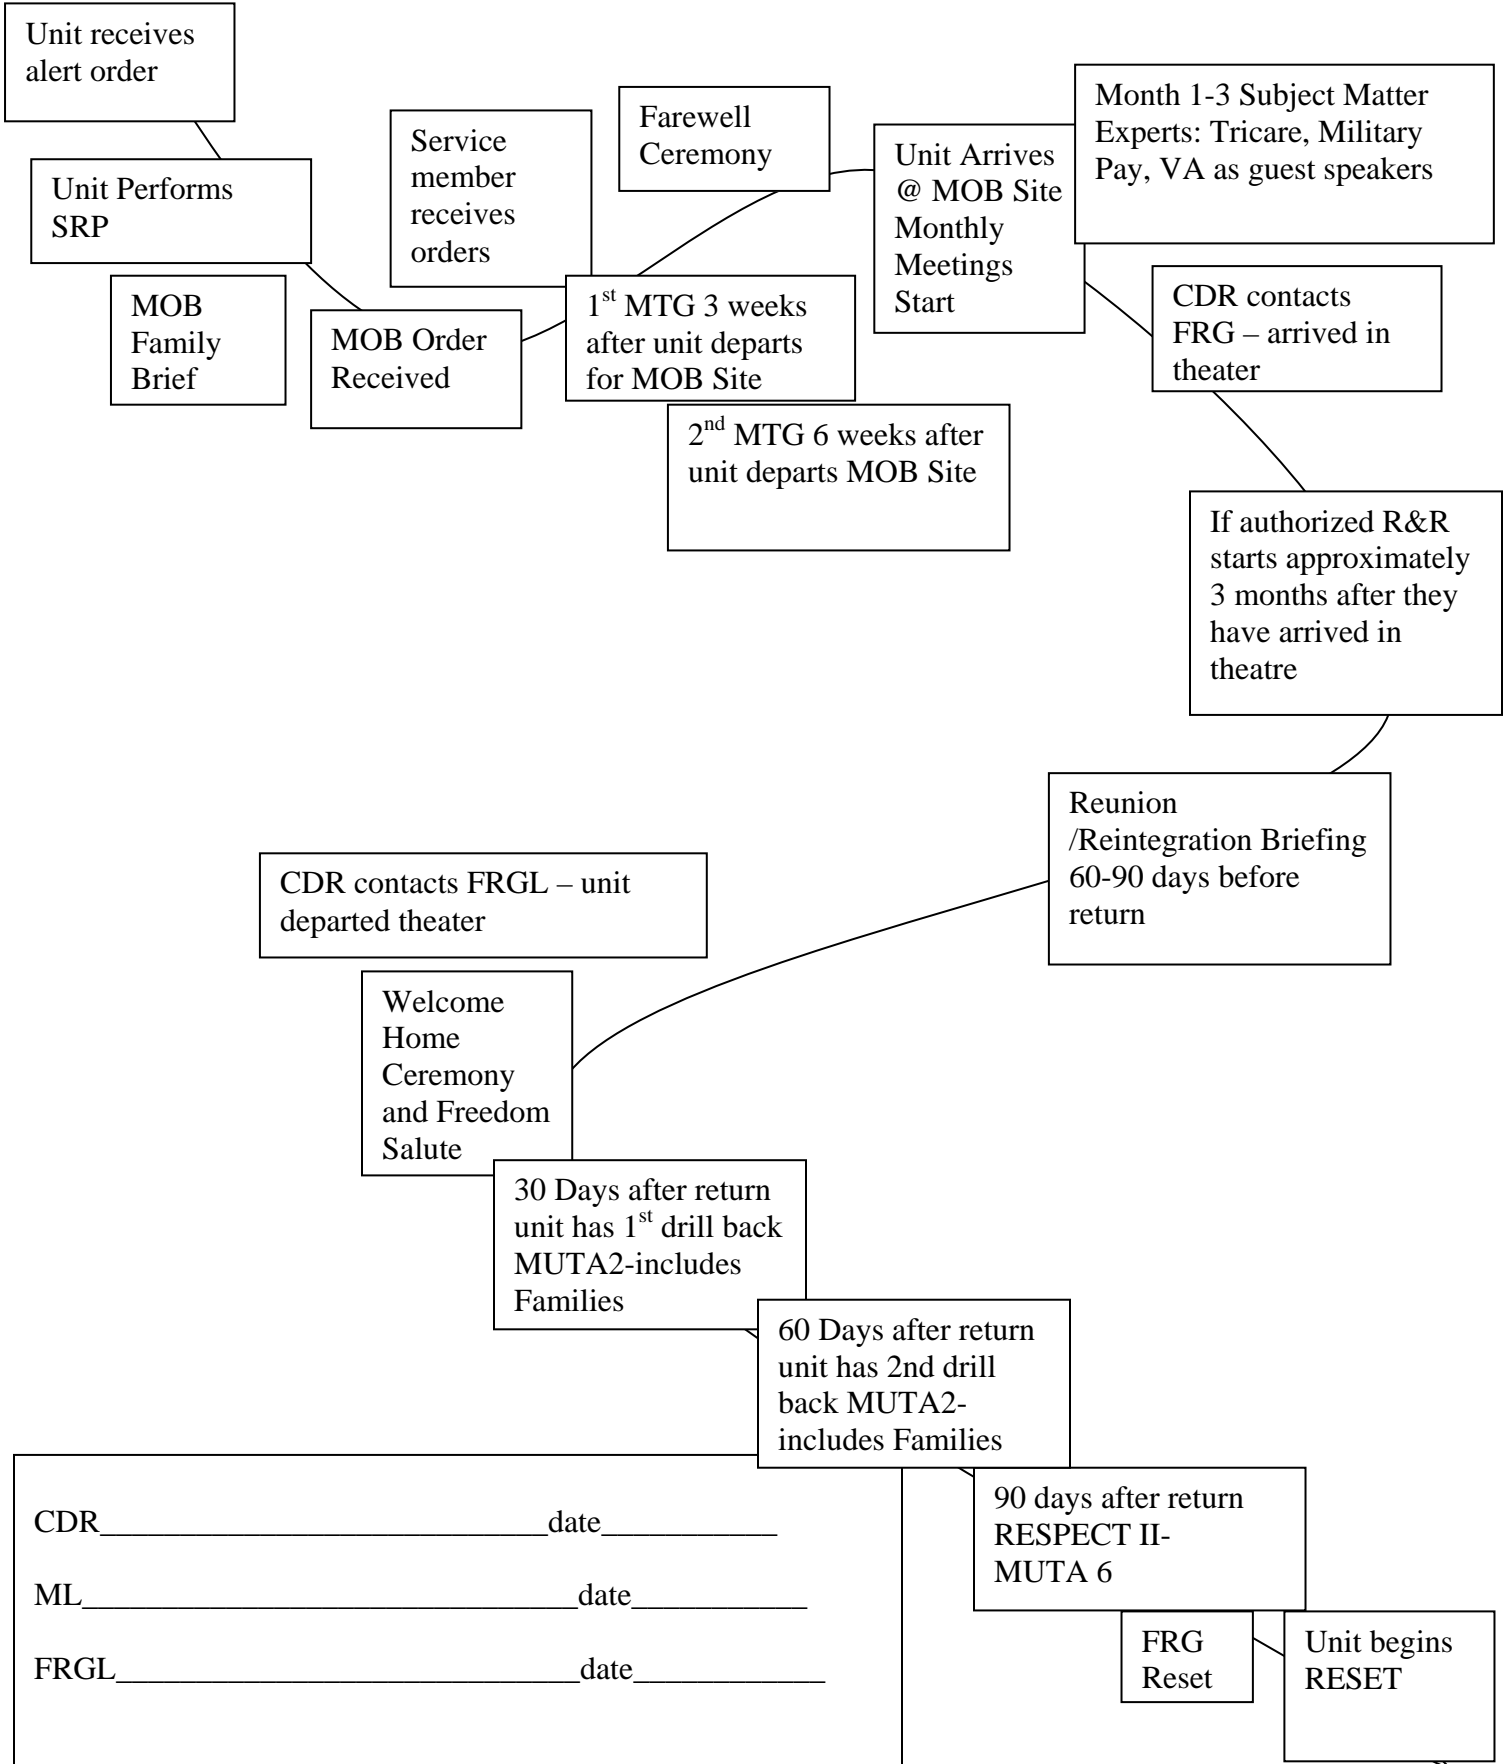 Unit receives
alert order
Unit Performs
SRP
MOB
Family
Brief
MOB Order
Received
Service
member
receives
orders
1st MTG 3 weeks
after unit departs
for MOB Site
2nd MTG 6 weeks after
unit departs MOB Site
Farewell
Ceremony
Unit Arrives
@ MOB Site
Monthly
Meetings
Start
Month 1-3 Subject Matter
Experts: Tricare, Military
Pay, VA as guest speakers
CDR contacts
FRG – arrived in
theater
If authorized R&R
starts approximately
3 months after they
have arrived in
theatre
Reunion
/Reintegration Briefing
60-90 days before
return
CDR contacts FRGL – unit
departed theater
Welcome
Home
Ceremony
and Freedom
Salute
30 Days after return
unit has 1st drill back
MUTA2-includes
Families
60 Days after return
unit has 2nd drill
back MUTA2-
includes Families
90 days after return
RESPECT II-
MUTA 6
FRG
Reset
Unit begins
RESET
CDR____________________________date___________
ML_______________________________date___________
FRGL_____________________________date____________